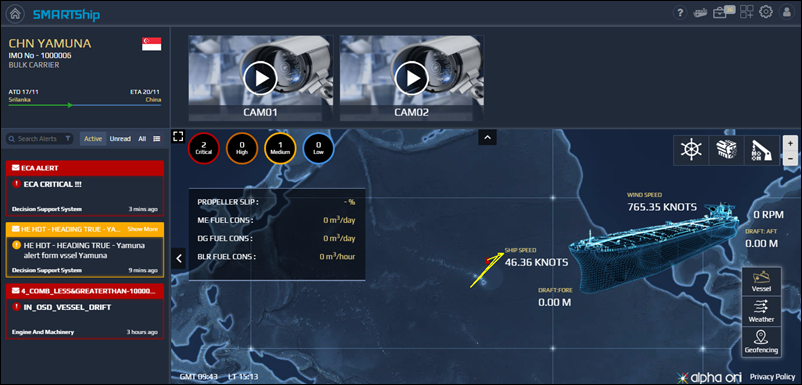 SMARTShip
?
36
CHN YAMUNA
IMO No - 1000006
BULK CARRIER
ATD 17/11
ETA 20/11
Srilanka
China
CAM01
CAM02
Search Alerts
Active
Unread
All
2
Critical
0
High
1
Medium
0
Low
+
−
ECA ALERT
ECA CRITICAL !!!
Decision Support System
3 mins ago
HE HOT - HEADING TRUE - YA...
Show More
HE HOT - HEADING TRUE - Yamuna
alert form vssel Yamuna
Decision Support System
9 mins ago
4_COMB_LESS&GREATERTHAN-10000...
IN_OSD_VESSEL_DRIFT
Engine And Machinery
3 hours ago
PROPELLER SLIP :
- %
ME FUEL CONS :
0 m³/day
DG FUEL CONS :
0 m³/day
BLR FUEL CONS :
0 m³/hour
WIND SPEED
765.35 KNOTS
0 RPM
DRAFT: AFT
0.00 M
SHIP SPEED
46.36 KNOTS
DRAFT:FORE
0.00 M
Vessel
Weather
Geofencing
GMT 09:43
LT 15:13
alpha ori
Privacy Policy